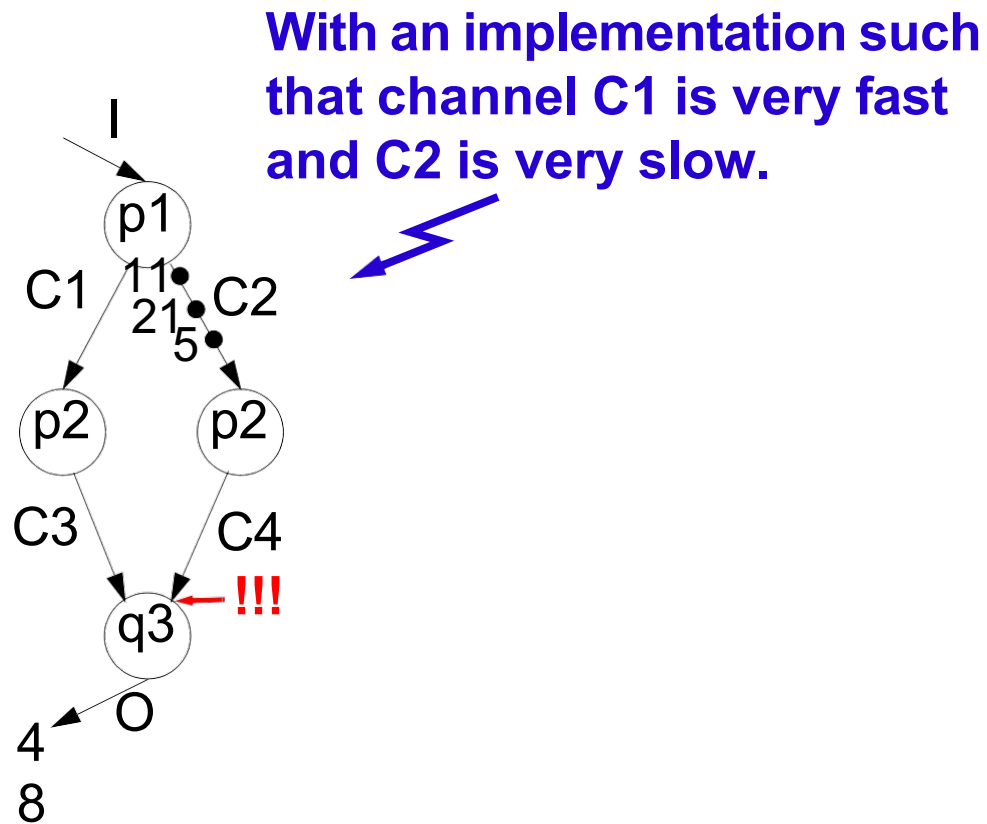 With an implementation such
that channel C1 is very fast
and C2 is very slow.
I
p1
C1
11
C2
21
5
p2
p2
C3
C4
!!!
q3
O
4
8